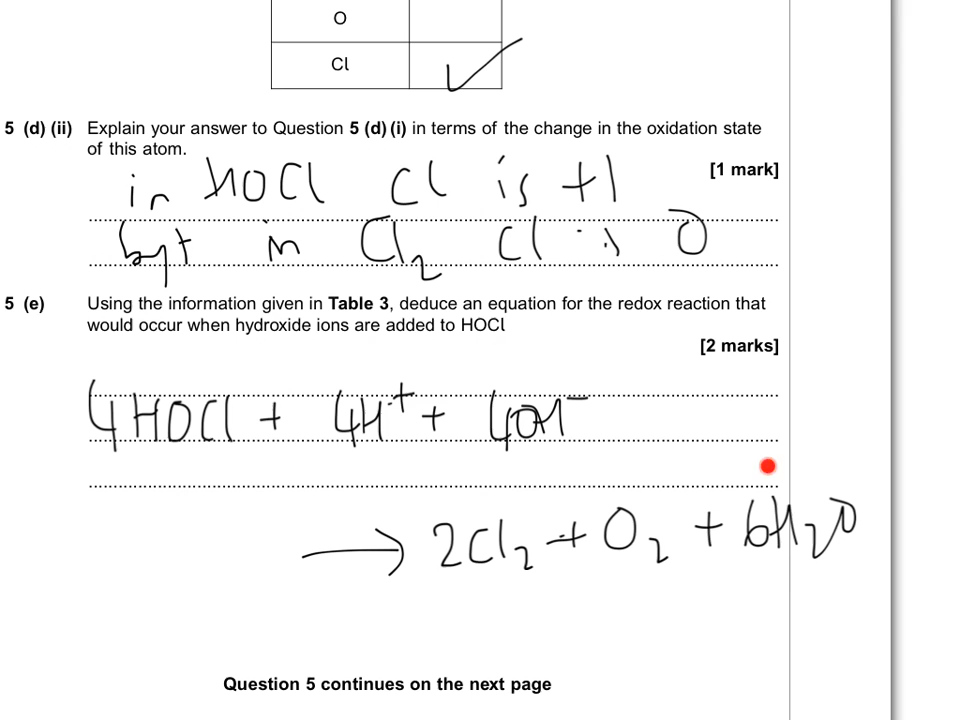 O
Cl ✓
5 (d) (ii) Explain your answer to Question 5 (d) (i) in terms of the change in the oxidation state
of this atom.
[1 mark]
in HOCl Cl is +1
but in Cl₂ Cl is 0
5 (e) Using the information given in Table 3, deduce an equation for the redox reaction that
would occur when hydroxide ions are added to HOCl
[2 marks]
4HOCl + 4H⁺ + 4OH⁻
→ 2Cl₂ + O₂ + 6H₂O
Question 5 continues on the next page